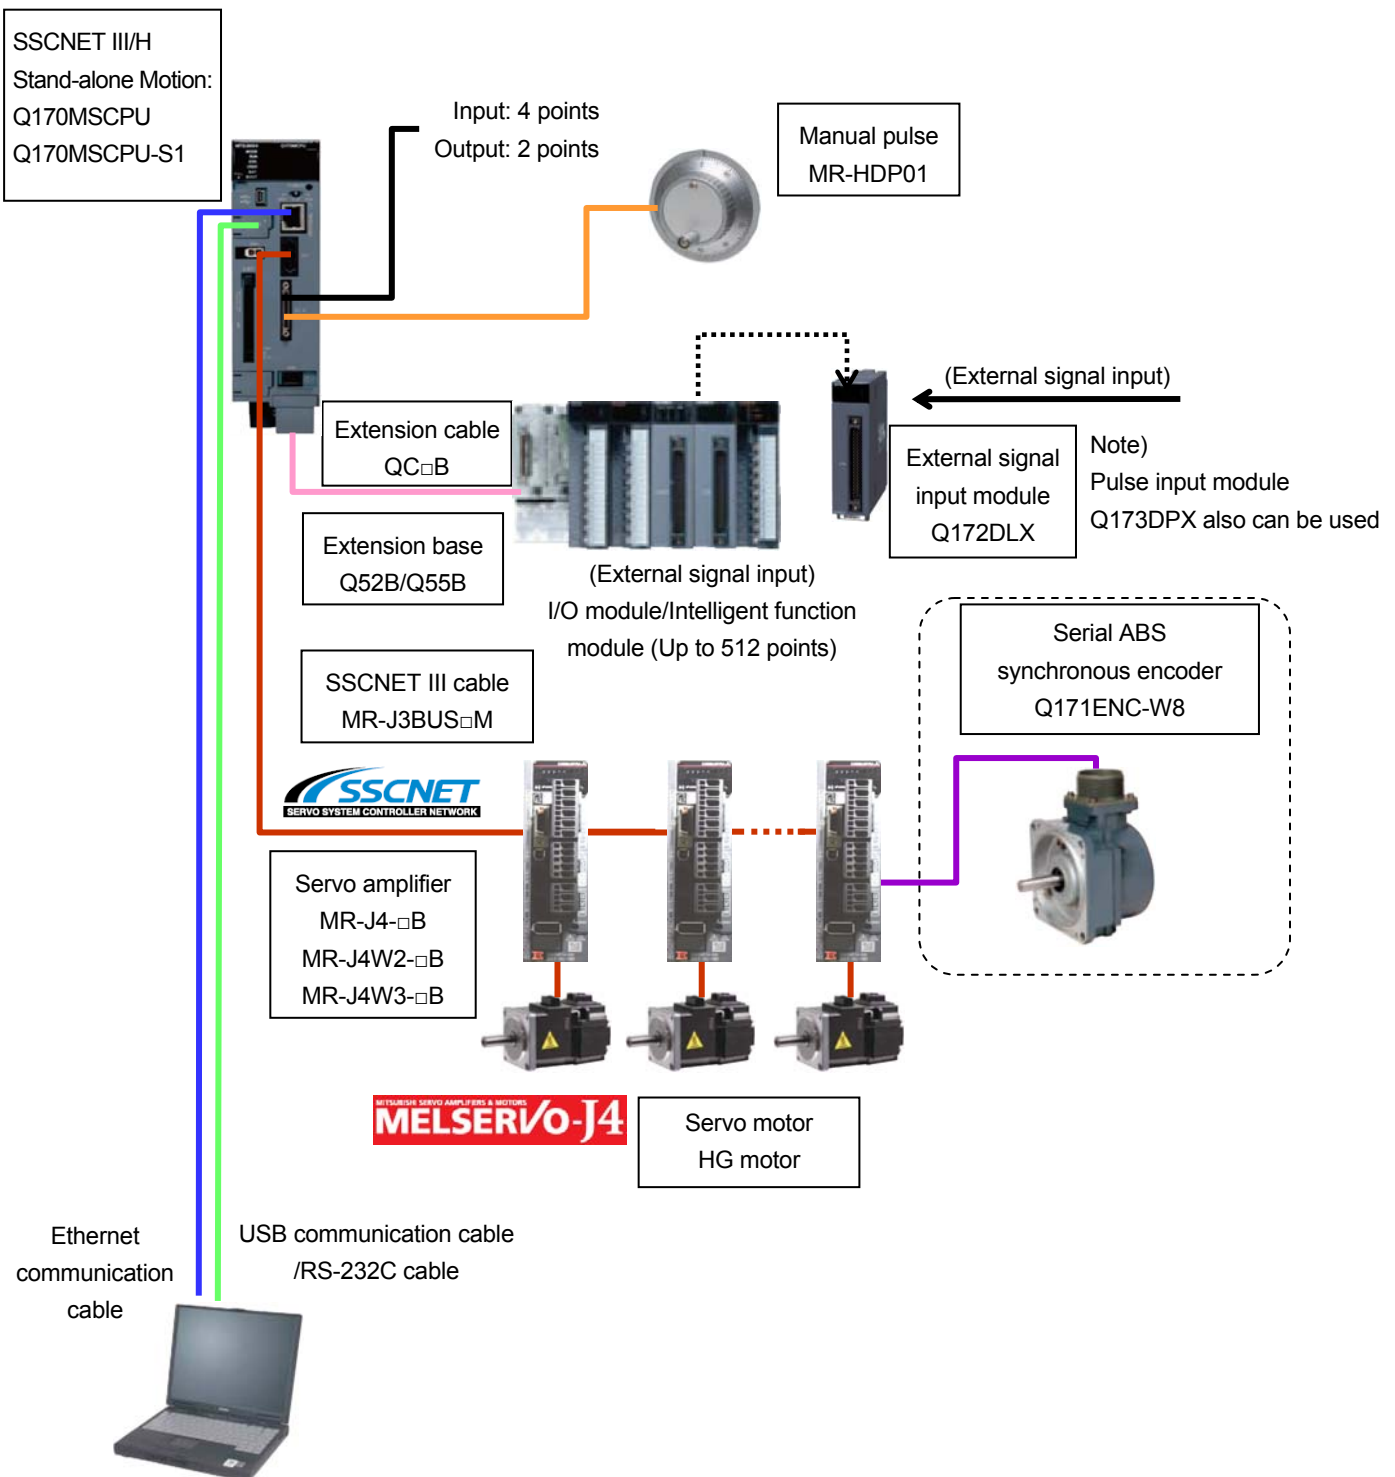 SSCNET III/H
Stand-alone Motion:
Q170MSCPU
Q170MSCPU-S1
Input: 4 points
Output: 2 points
Manual pulse
MR-HDP01
Extension cable
QC□B
Extension base
Q52B/Q55B
(External signal input)
I/O module/Intelligent function
module (Up to 512 points)
(External signal input)
External signal
input module
Q172DLX
Note)
Pulse input module
Q173DPX also can be used
SSCNET III cable
MR-J3BUS□M
Serial ABS
synchronous encoder
Q171ENC-W8
SSCNET
SERVO SYSTEM CONTROLLER NETWORK
Servo amplifier
MR-J4-□B
MR-J4W2-□B
MR-J4W3-□B
MITSUBISHI SERVO AMPLIFIERS & MOTORS
MELSERVO-J4
Servo motor
HG motor
Ethernet
communication
cable
USB communication cable
/RS-232C cable